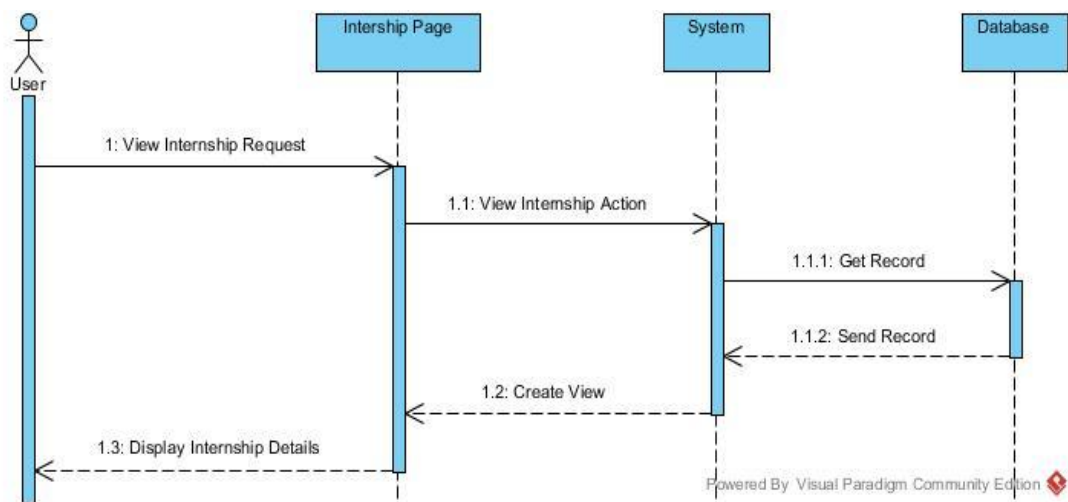 Intership Page
System
Database
User
1: View Internship Request
1.1: View Internship Action
1.1.1: Get Record
1.1.2: Send Record
1.2: Create View
1.3: Display Internship Details
Powered By Visual Paradigm Community Edition